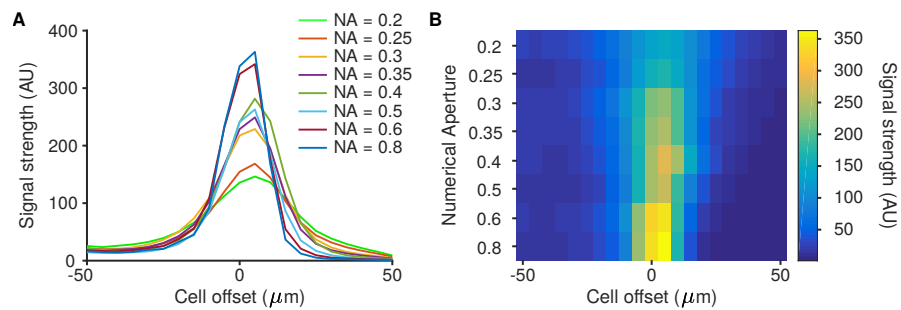 A
Signal strength (AU)
400
300
200
100
0
-50
0
50
Cell offset (μm)
NA = 0.2
NA = 0.25
NA = 0.3
NA = 0.35
NA = 0.4
NA = 0.5
NA = 0.6
NA = 0.8
B
Numerical Aperture
0.2
0.25
0.3
0.35
0.4
0.5
0.6
0.8
-50
0
50
Cell offset (μm)
350
300
250
200
150
100
50
Signal strength (AU)